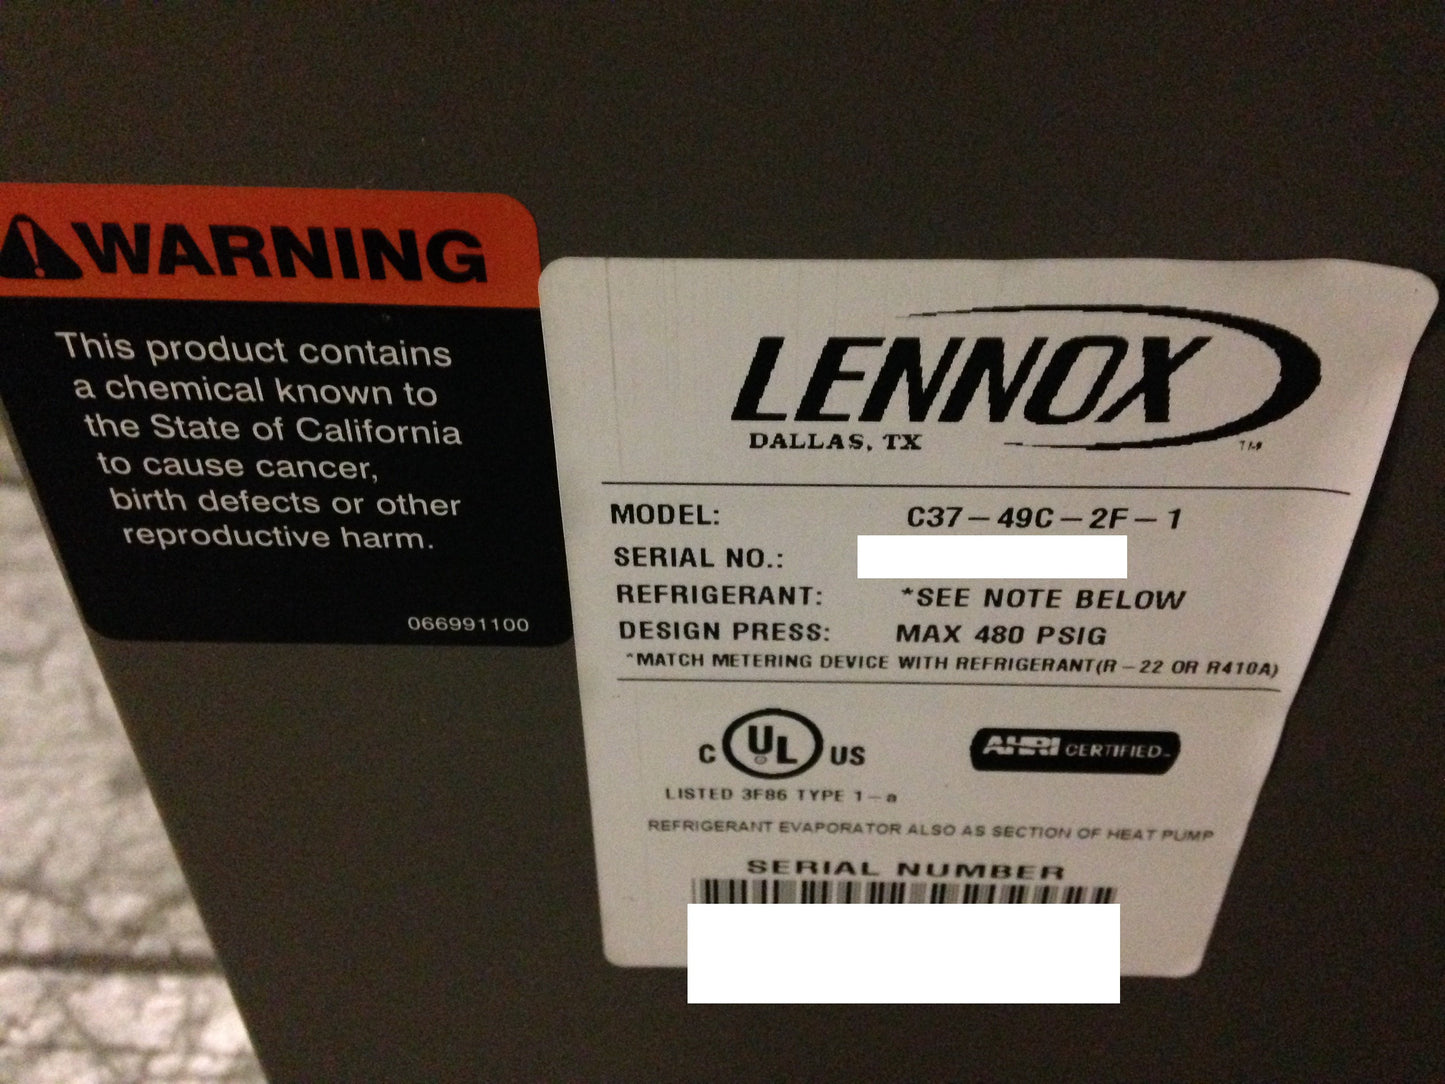 WARNING
This product contains
a chemical known to
the State of California
to cause cancer,
birth defects or other
reproductive harm.
066991100
LENNOX
TM
DALLAS, TX
MODEL: C37-49C-2F-1
SERIAL NO.:
REFRIGERANT: *SEE NOTE BELOW
DESIGN PRESS: MAX 480 PSIG
*MATCH METERING DEVICE WITH REFRIGERANT(R-22 OR R410A)
C UL US
AHRI CERTIFIED
LISTED 3F86 TYPE 1-a
REFRIGERANT EVAPORATOR ALSO AS SECTION OF HEAT PUMP
SERIAL NUMBER